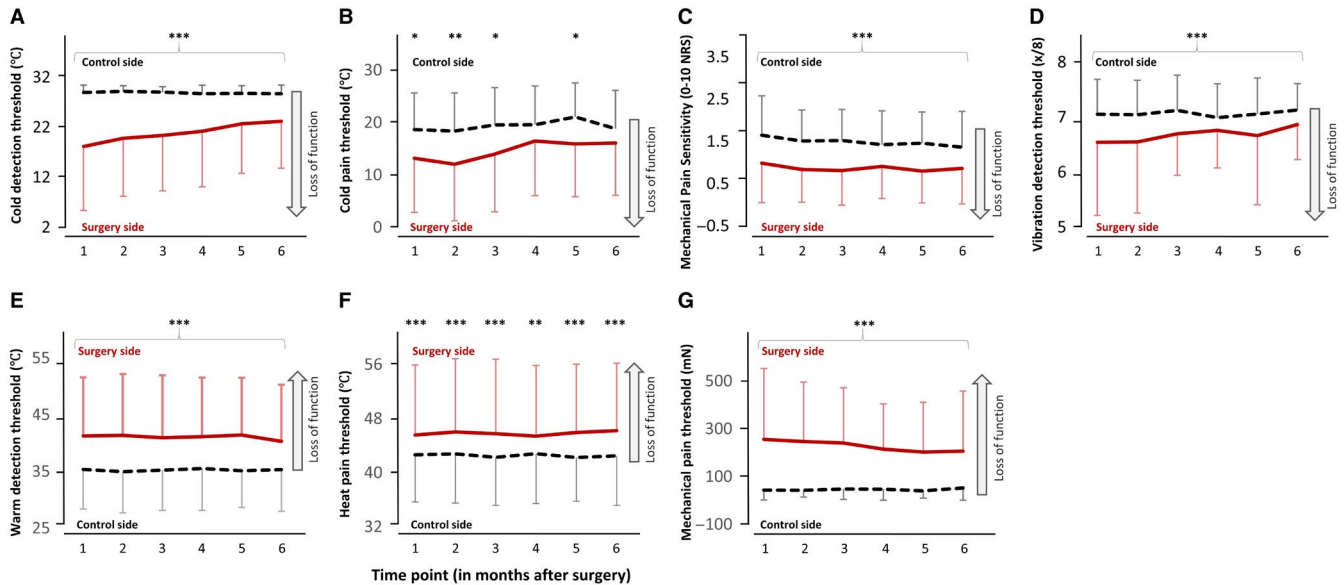 A
***
Cold detection threshold (°C)
32
22
12
2
Control side
Surgery side
Loss of function
1 2 3 4 5 6
B
* ** * *
Cold pain threshold (°C)
30
20
10
0
Control side
Surgery side
Loss of function
1 2 3 4 5 6
C
***
Mechanical Pain Sensitivity (0-10 NRS)
3.5
2.5
1.5
0.5
−0.5
Control side
Surgery side
Loss of function
1 2 3 4 5 6
D
***
Vibration detection threshold (x/8)
8
7
6
5
Control side
Surgery side
Loss of function
1 2 3 4 5 6
E
***
Warm detection threshold (°C)
55
45
35
25
Surgery side
Control side
Loss of function
1 2 3 4 5 6
F
*** *** *** ** *** ***
Heat pain threshold (°C)
56
48
40
32
Surgery side
Control side
Loss of function
1 2 3 4 5 6
G
***
Mechanical pain threshold (mN)
500
300
100
−100
Surgery side
Control side
Loss of function
1 2 3 4 5 6
Time point (in months after surgery)